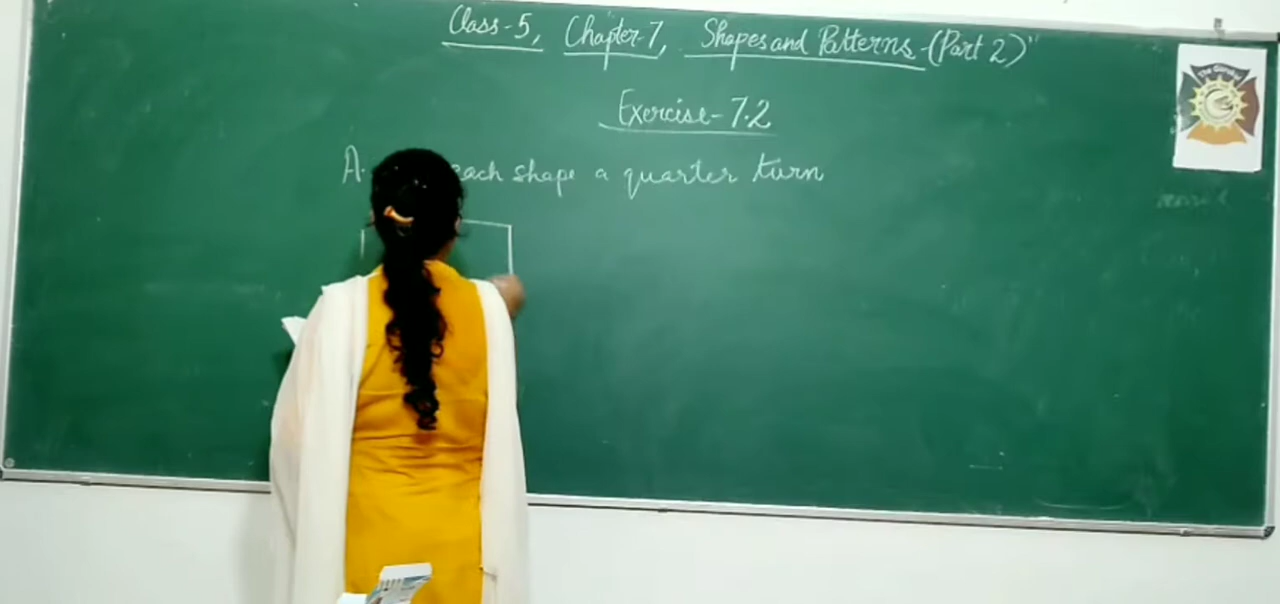 Class-5, Chapter-7, Shapes and Patterns-(Part 2)"
Exercise-7.2
A. each shape a quarter turn